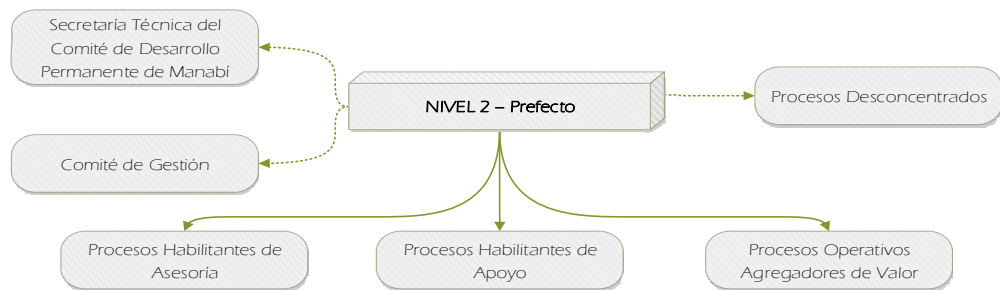 Secretaría Técnica del
Comité de Desarrollo
Permanente de Manabí
NIVEL 2 – Prefecto
Procesos Desconcentrados
Comité de Gestión
Procesos Habilitantes de
Asesoría
Procesos Habilitantes de
Apoyo
Procesos Operativos
Agregadores de Valor